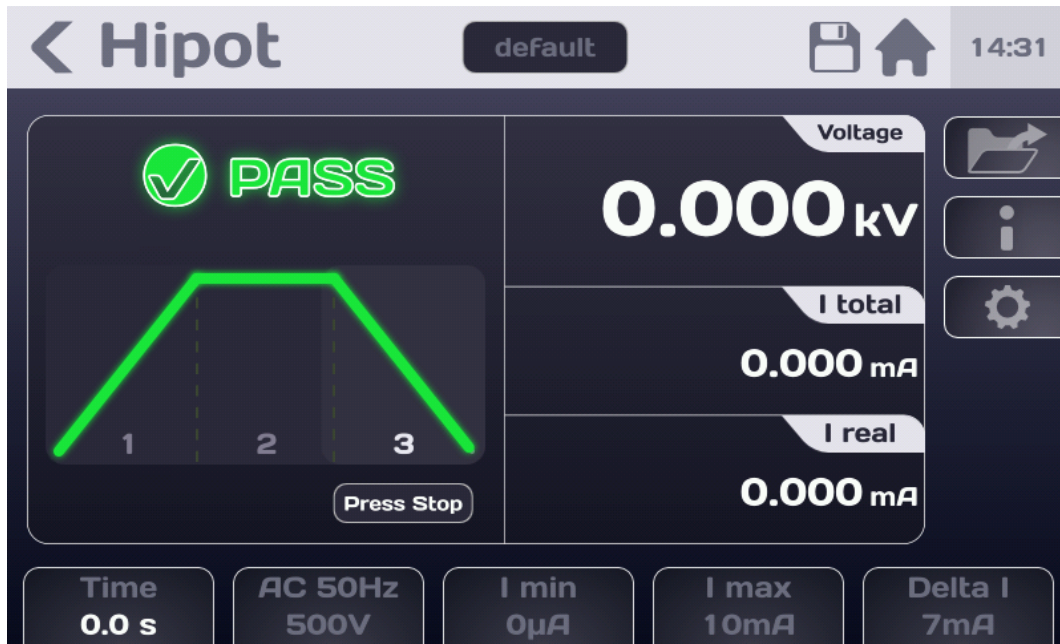 Hipot
default
14:31
PASS
Voltage
0.000 kV
I total
0.000 mA
I real
0.000 mA
1 2 3
Press Stop
Time
0.0 s
AC 50Hz
500V
I min
0µA
I max
10mA
Delta I
7mA